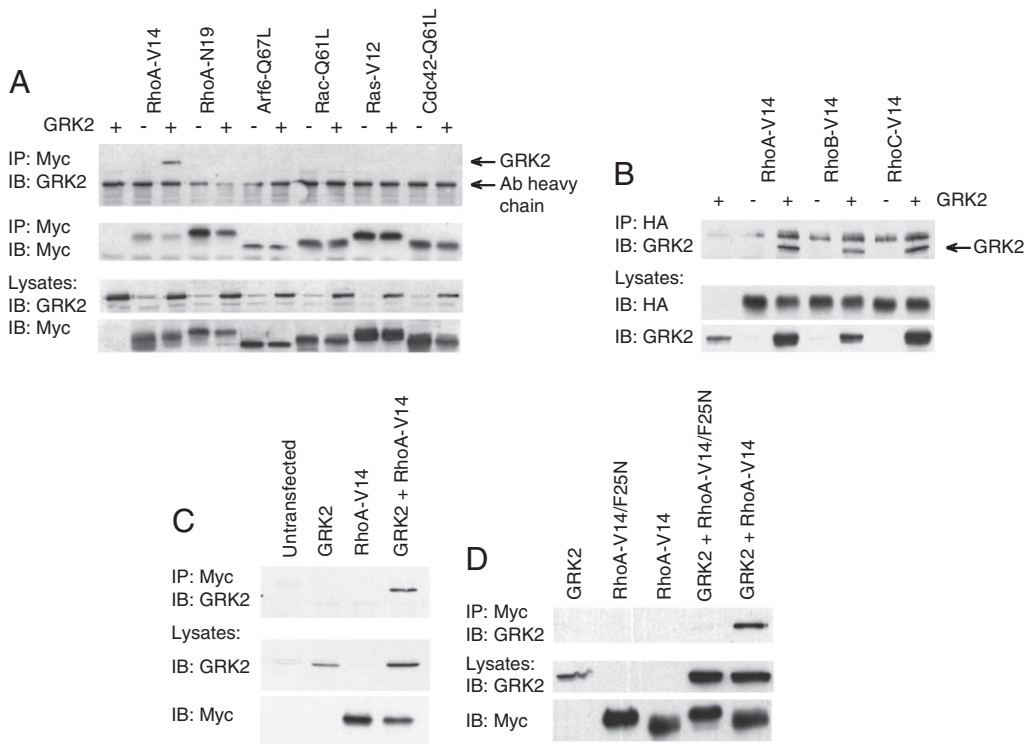 A
RhoA-V14
RhoA-N19
Arf6-Q67L
Rac-Q61L
Ras-V12
Cdc42-Q61L
GRK2 + - + - + - + - + - + - +
IP: Myc
IB: GRK2
GRK2
Ab heavy
chain
IP: Myc
IB: Myc
Lysates:
IB: GRK2
IB: Myc
B
RhoA-V14
RhoB-V14
RhoC-V14
+ - + - + - + GRK2
IP: HA
IB: GRK2
GRK2
Lysates:
IB: HA
IB: GRK2
C
Untransfected
GRK2
RhoA-V14
GRK2 + RhoA-V14
IP: Myc
IB: GRK2
Lysates:
IB: GRK2
IB: Myc
D
GRK2
RhoA-V14/F25N
RhoA-V14
GRK2 + RhoA-V14/F25N
GRK2 + RhoA-V14
IP: Myc
IB: GRK2
Lysates:
IB: GRK2
IB: Myc